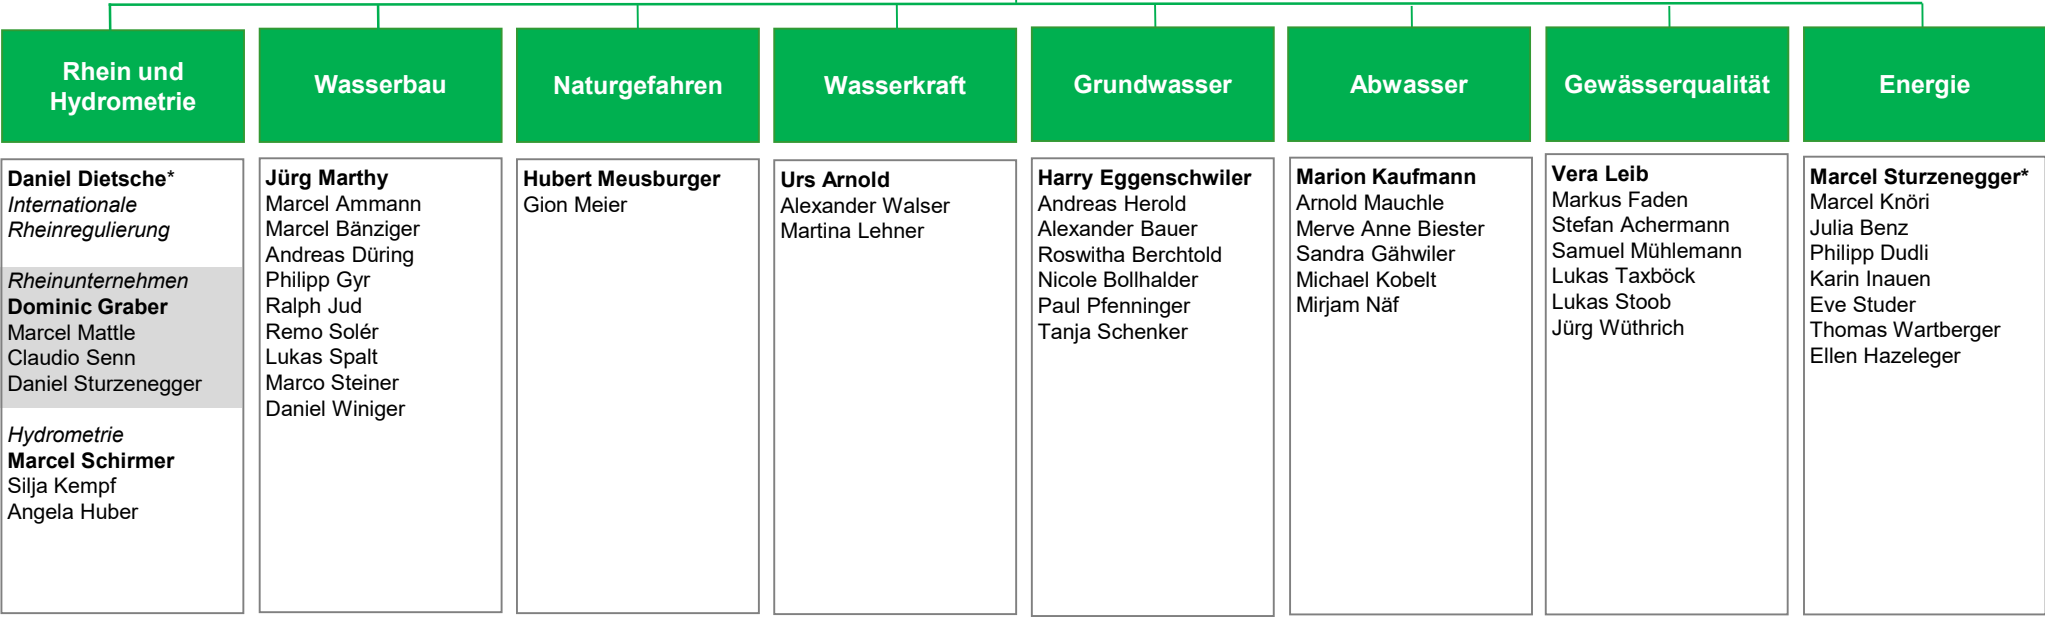 Rhein und
Hydrometrie
Wasserbau
Naturgefahren
Wasserkraft
Grundwasser
Abwasser
Gewässerqualität
Energie
Daniel Dietsche*
Internationale
Rheinregulierung
Rheinunternehmen
Dominic Graber
Marcel Mattle
Claudio Senn
Daniel Sturzenegger
Hydrometrie
Marcel Schirmer
Silja Kempf
Angela Huber
Jürg Marthy
Marcel Ammann
Marcel Bänziger
Andreas Düring
Philipp Gyr
Ralph Jud
Remo Solér
Lukas Spalt
Marco Steiner
Daniel Winiger
Hubert Meusburger
Gion Meier
Urs Arnold
Alexander Walser
Martina Lehner
Harry Eggenschwiler
Andreas Herold
Alexander Bauer
Roswitha Berchtold
Nicole Bollhalder
Paul Pfenninger
Tanja Schenker
Marion Kaufmann
Arnold Mauchle
Merve Anne Biester
Sandra Gähwiler
Michael Kobelt
Mirjam Näf
Vera Leib
Markus Faden
Stefan Achermann
Samuel Mühlemann
Lukas Taxböck
Lukas Stoob
Jürg Wüthrich
Marcel Sturzenegger*
Marcel Knöri
Julia Benz
Philipp Dudli
Karin Inauen
Eve Studer
Thomas Wartberger
Ellen Hazeleger